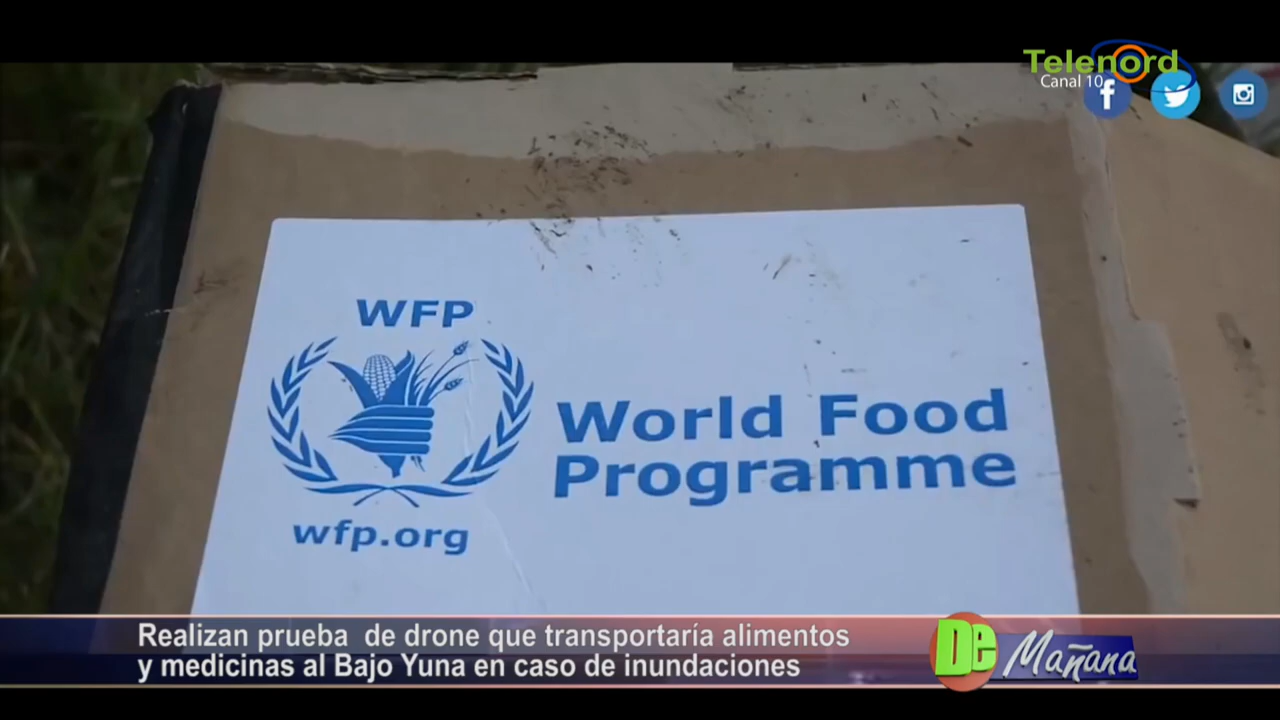 Telenord
Canal 10
WFP
World Food
Programme
wfp.org
Realizan prueba de drone que transportaría alimentos
y medicinas al Bajo Yuna en caso de inundaciones
De Mañana